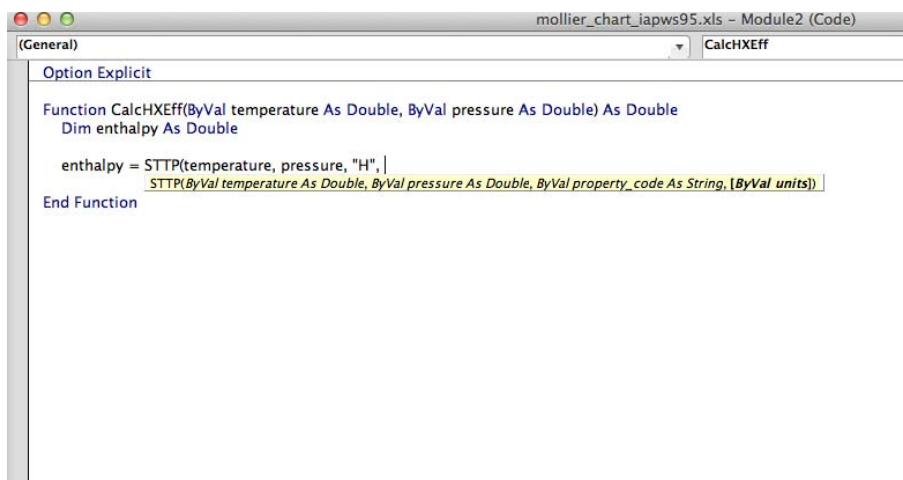 mollier_chart_iapws95.xls – Module2 (Code)
(General) CalcHXEff
Option Explicit
Function CalcHXEff(ByVal temperature As Double, ByVal pressure As Double) As Double
Dim enthalpy As Double
enthalpy = STTP(temperature, pressure, "H",
STTP(ByVal temperature As Double, ByVal pressure As Double, ByVal property_code As String, [ByVal units])
End Function